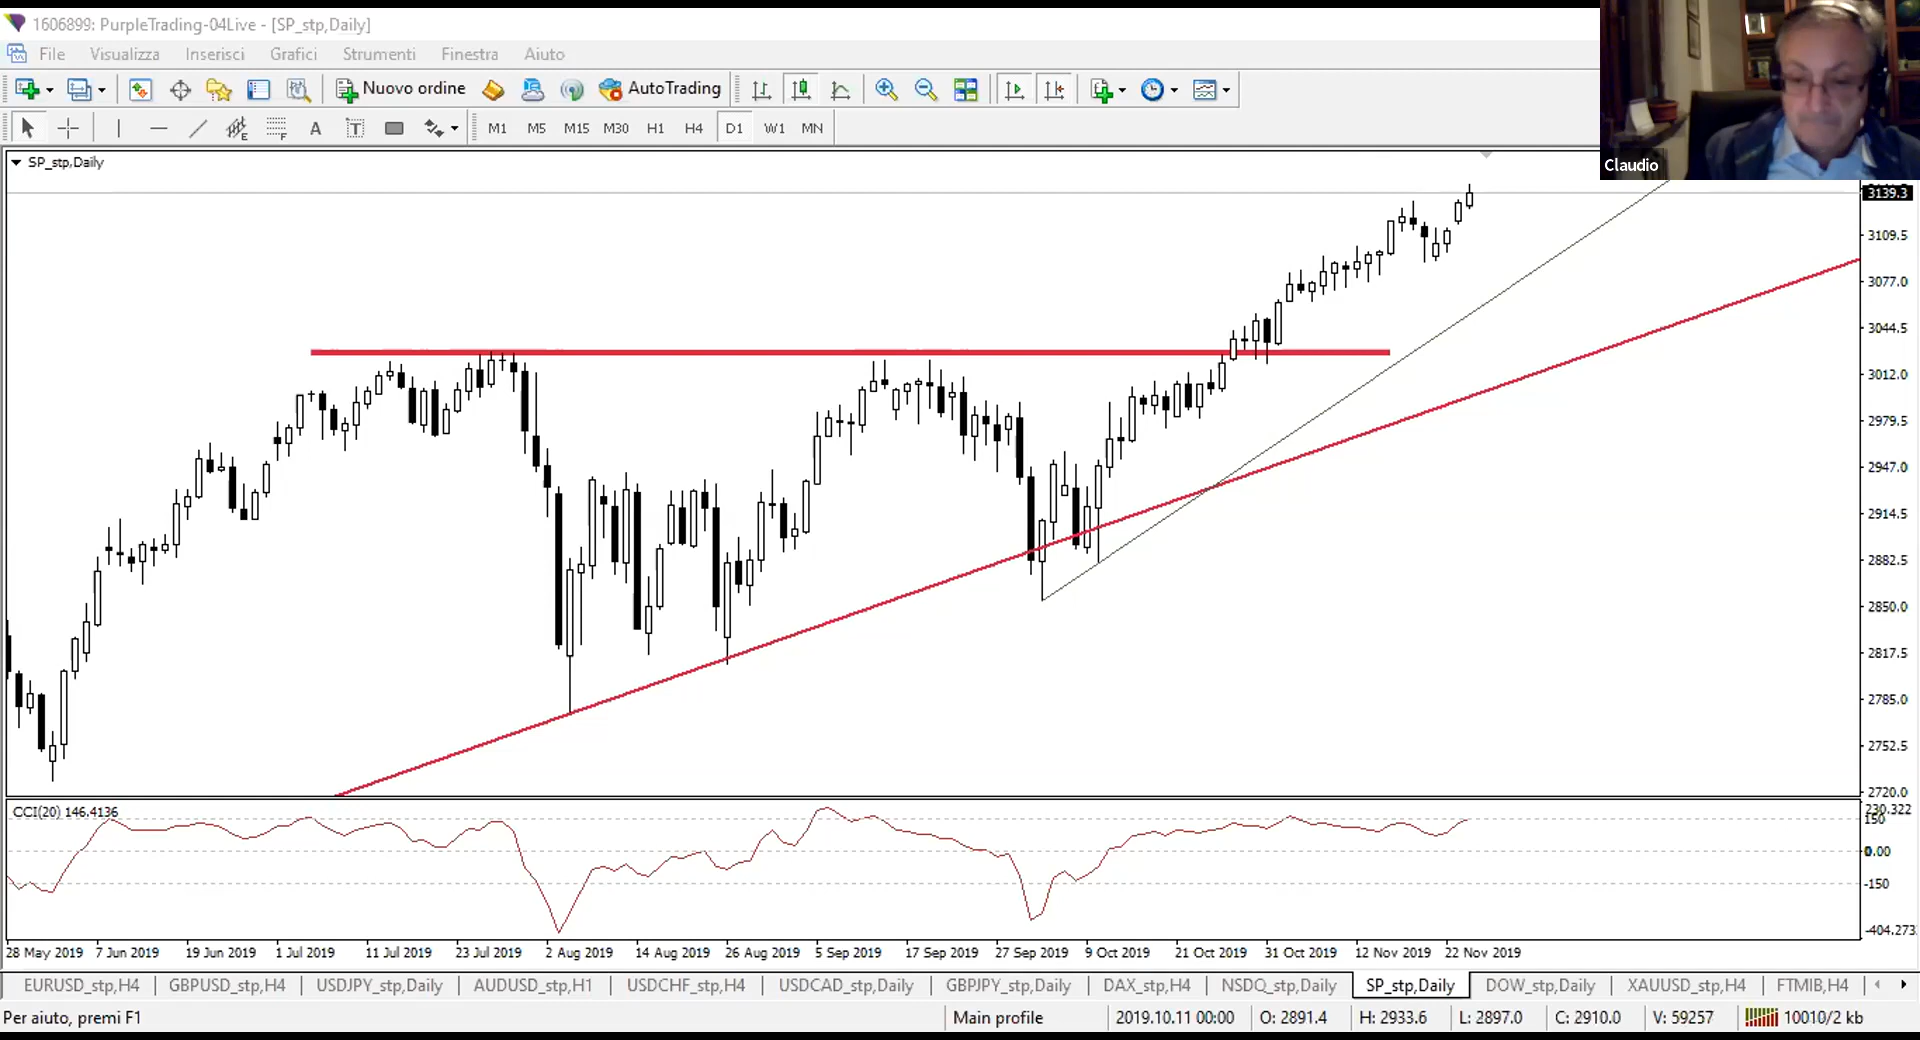 1606899: PurpleTrading-04Live - [SP_stp,Daily]
File Visualizza Inserisci Grafici Strumenti Finestra Aiuto
Nuovo ordine AutoTrading
E F A T M1 M5 M15 M30 H1 H4 D1 W1 MN
SP_stp,Daily
Claudio
3139.3
3109.5
3077.0
3044.5
3012.0
2979.5
2947.0
2914.5
2882.5
2850.0
2817.5
2785.0
2752.5
2720.0
CCI(20) 146.4136
230.322
150
0.00
-150
-404.273
28 May 2019 7 Jun 2019 19 Jun 2019 1 Jul 2019 11 Jul 2019 23 Jul 2019 2 Aug 2019 14 Aug 2019 26 Aug 2019 5 Sep 2019 17 Sep 2019 27 Sep 2019 9 Oct 2019 21 Oct 2019 31 Oct 2019 12 Nov 2019 22 Nov 2019
EURUSD_stp,H4 GBPUSD_stp,H4 USDJPY_stp,Daily AUDUSD_stp,H1 USDCHF_stp,H4 USDCAD_stp,Daily GBPJPY_stp,Daily DAX_stp,H4 NSDQ_stp,Daily SP_stp,Daily DOW_stp,Daily XAUUSD_stp,H4 FTMIB,H4
Per aiuto, premi F1 Main profile 2019.10.11 00:00 O: 2891.4 H: 2933.6 L: 2897.0 C: 2910.0 V: 59257 10010/2 kb